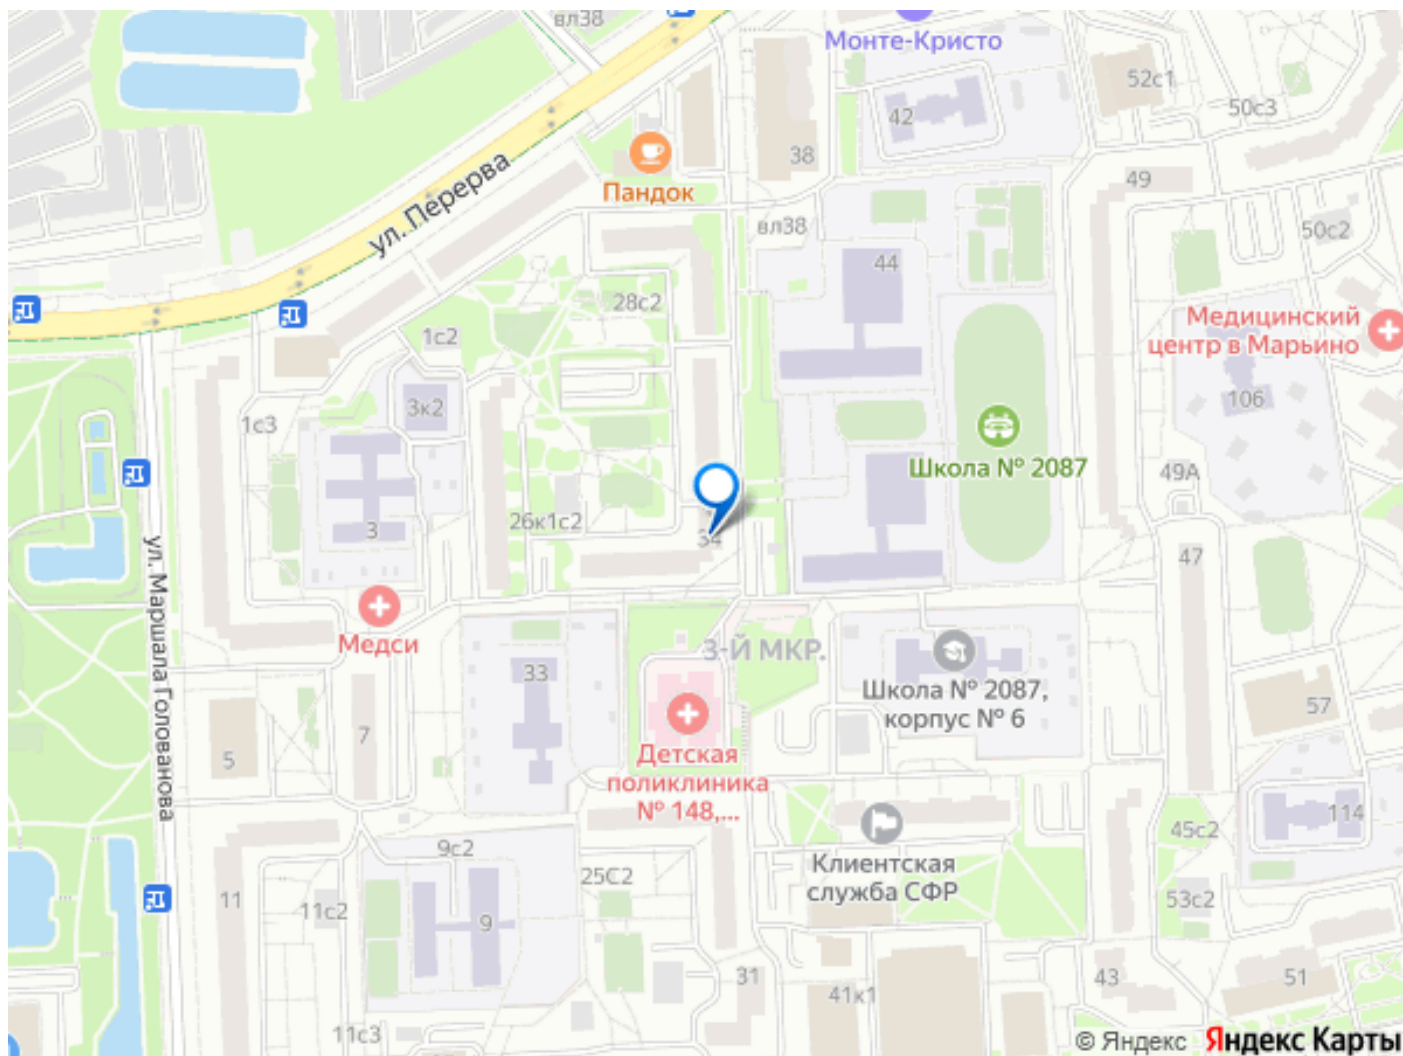 вл38
Монте-Кристо
52с1
50с3
42
38
49
Пандок
ул. Перерва
вл38
50с2
44
28с2
Медицинский
центр в Марьино
1с2
3к2
106
1с3
Школа № 2087
49А
26к1с2
3
34
47
ул. Маршала Голованова
Медси
3-Й МКР.
33
Школа № 2087,
корпус № 6
57
7
5
Детская
поликлиника
№ 148,...
114
45с2
9с2
Клиентская
служба СФР
25С2
11
11с2
53с2
9
31
43
51
41к1
11с3
© Яндекс Яндекс Карты